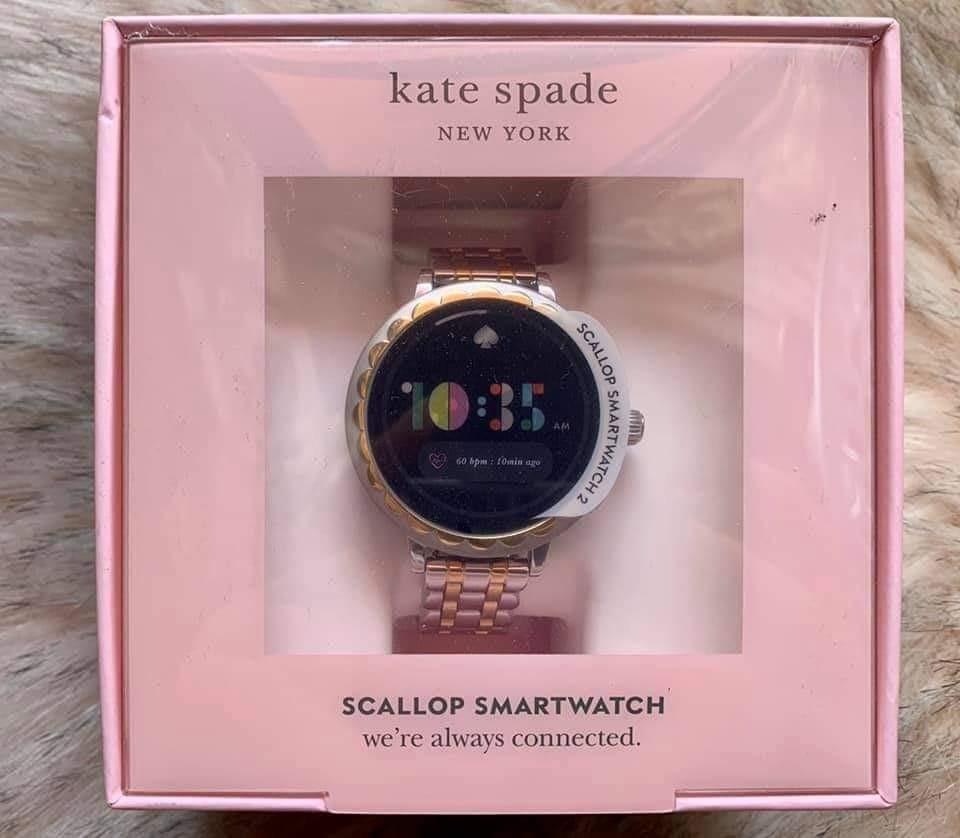 kate spade
NEW YORK
10:35 AM
60 bpm : 10min ago
SCALLOP SMARTWATCH 2
SCALLOP SMARTWATCH
we're always connected.